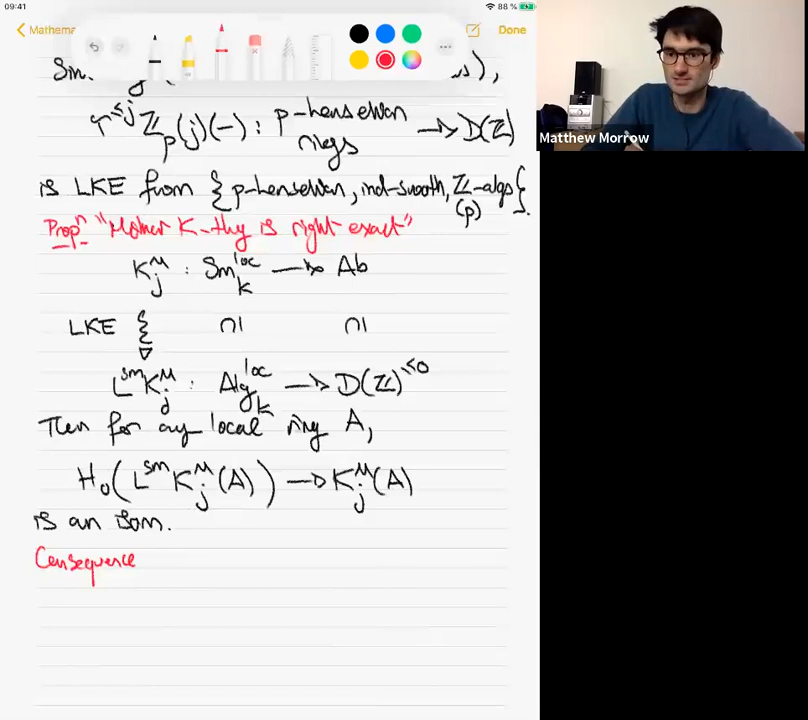 09:41
88 %
Mathema
Done
Matthew Morrow
τ^{≤j} ℤ_p(j)(-) : p-henselian rings → D(ℤ)
is LKE from { p-henselian, ind-smooth, ℤ_(p)-algs }.
Prop^n "Milnor K-thy is right exact"
K_j^M : Sm_k^{loc} → Ab
LKE ∩| ∩|
L^{sm}K_j^M : Alg_k^{loc} → D(ℤ)^{≤0}
Then for any local ring A,
H_0(L^{sm} K_j^M(A)) → K_j^M(A)
is an isom.
Consequence